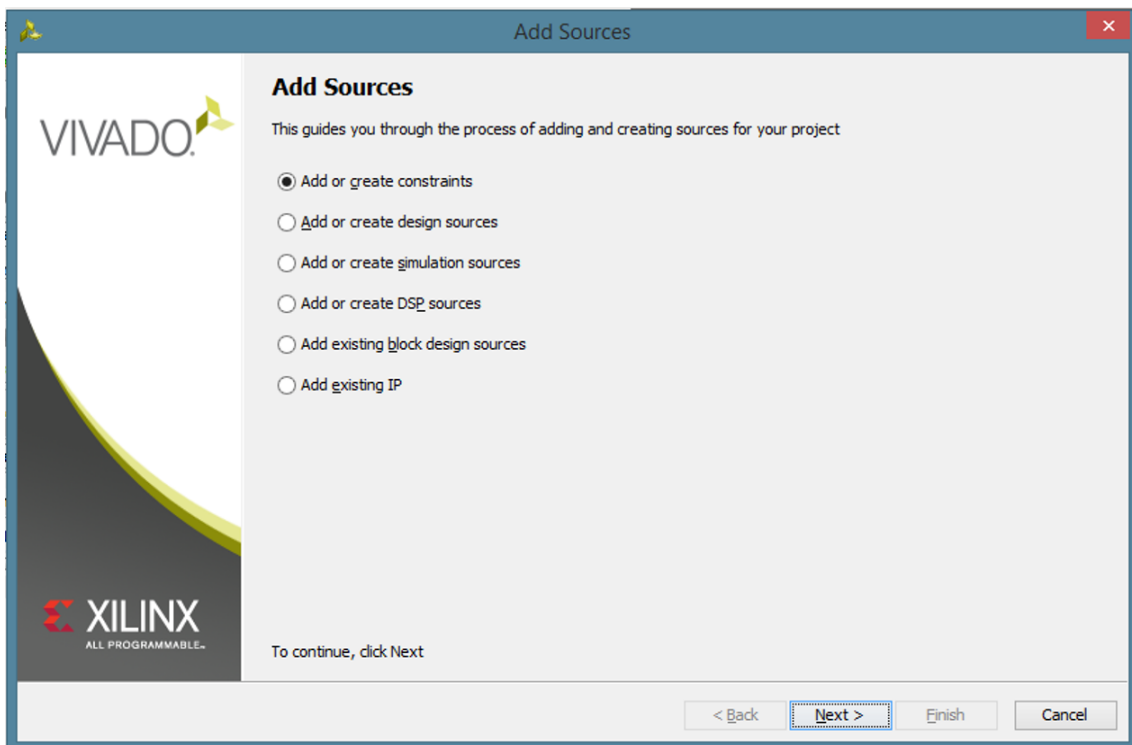 Add Sources
VIVADO.
Add Sources
This guides you through the process of adding and creating sources for your project
Add or create constraints
Add or create design sources
Add or create simulation sources
Add or create DSP sources
Add existing block design sources
Add existing IP
XILINX
ALL PROGRAMMABLE™
To continue, click Next
< Back Next > Finish Cancel